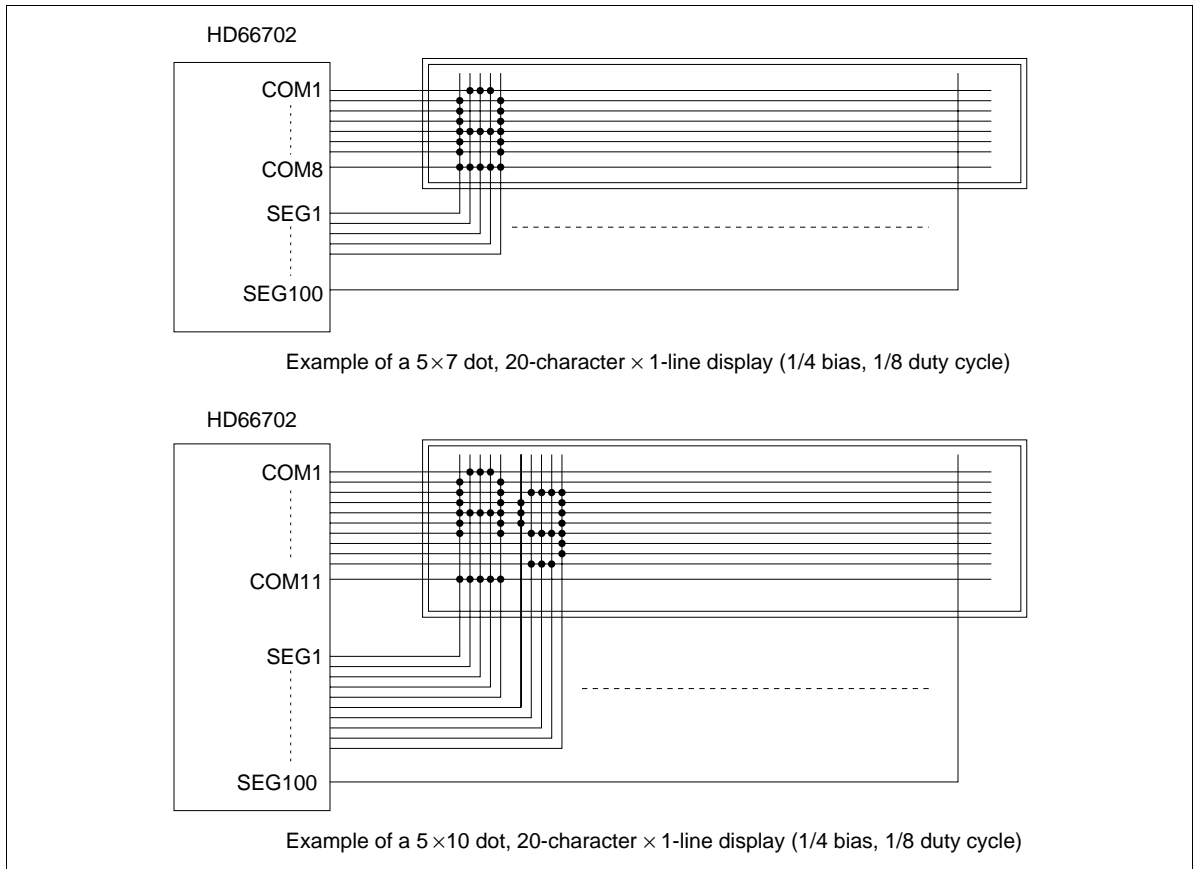 HD66702
COM1
COM8
SEG1
SEG100
Example of a 5×7 dot, 20-character × 1-line display (1/4 bias, 1/8 duty cycle)
HD66702
COM1
COM11
SEG1
SEG100
Example of a 5×10 dot, 20-character × 1-line display (1/4 bias, 1/8 duty cycle)